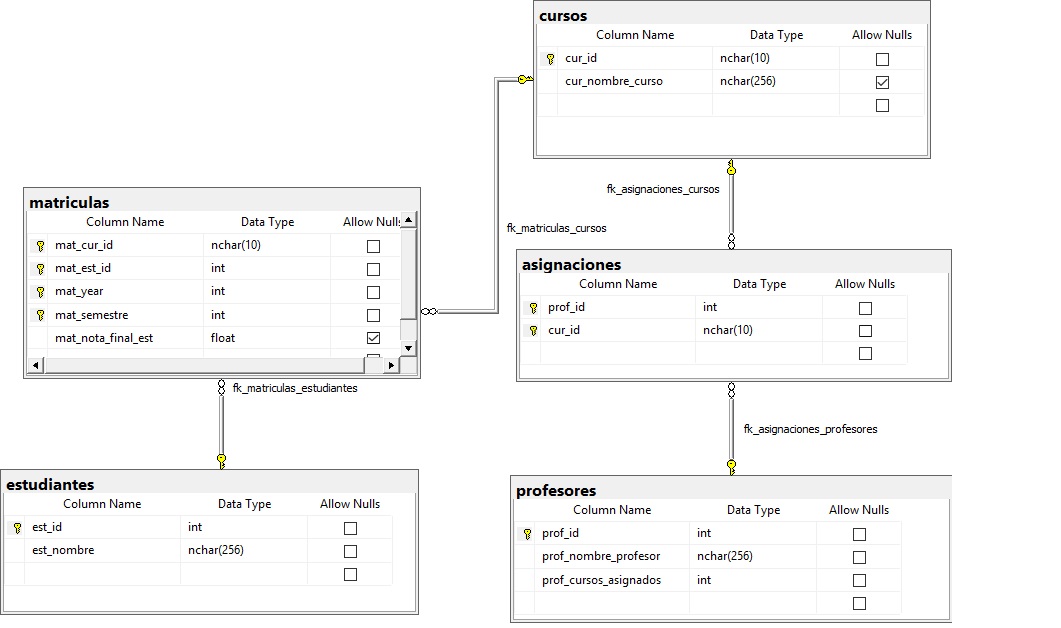 cursos
Column Name Data Type Allow Nulls
cur_id nchar(10)
cur_nombre_curso nchar(256)
fk_asignaciones_cursos
matriculas
Column Name Data Type Allow Nulls
mat_cur_id nchar(10)
mat_est_id int
mat_year int
mat_semestre int
mat_nota_final_est float
fk_matriculas_cursos
asignaciones
Column Name Data Type Allow Nulls
prof_id int
cur_id nchar(10)
fk_matriculas_estudiantes
fk_asignaciones_profesores
estudiantes
Column Name Data Type Allow Nulls
est_id int
est_nombre nchar(256)
profesores
Column Name Data Type Allow Nulls
prof_id int
prof_nombre_profesor nchar(256)
prof_cursos_asignados int